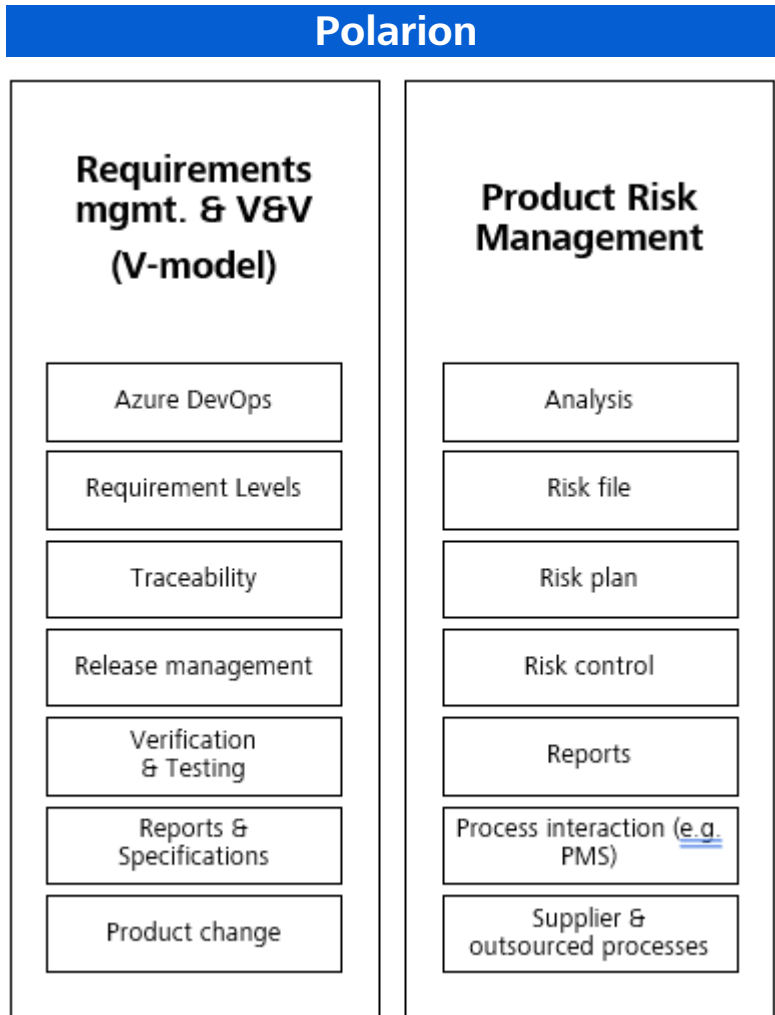 Polarion
Requirements
mgmt. & V&V
(V-model)
Azure DevOps
Requirement Levels
Traceability
Release management
Verification
& Testing
Reports &
Specifications
Product change
Product Risk
Management
Analysis
Risk file
Risk plan
Risk control
Reports
Process interaction (e.g.
PMS)
Supplier &
outsourced processes